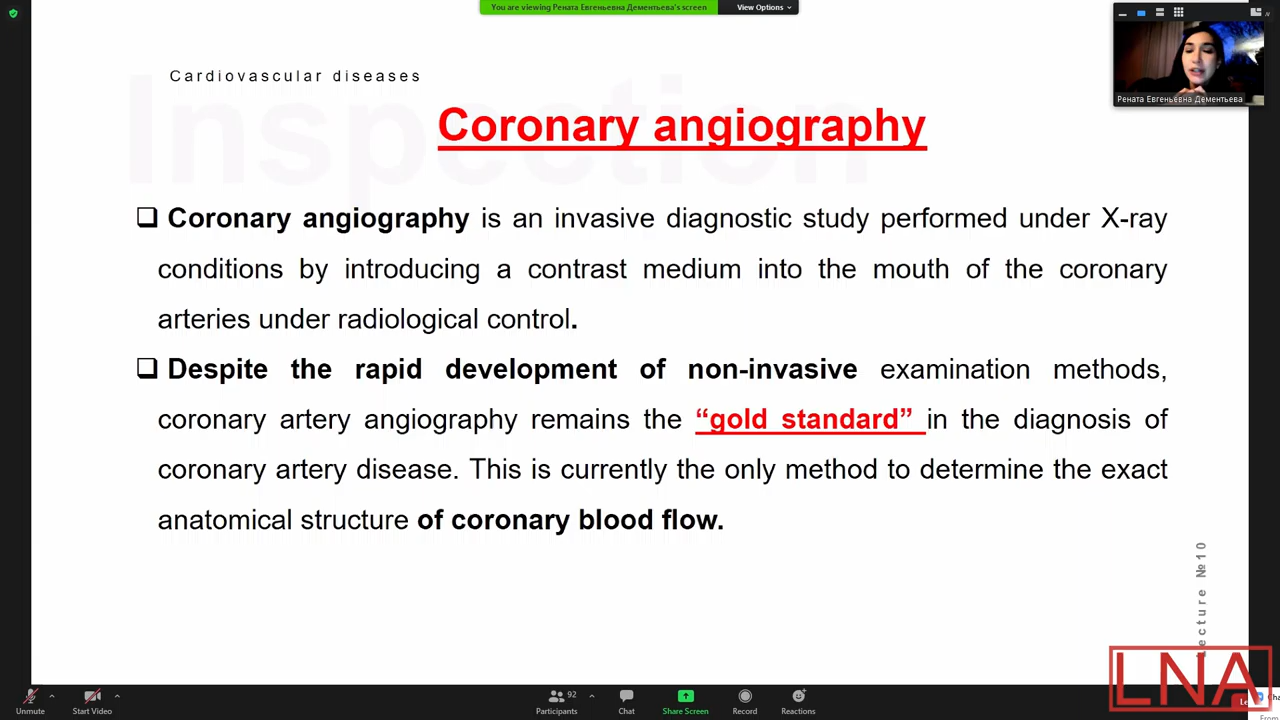 You are viewing Рената Евгеньевна Дементьева's screen
View Options
Рената Евгеньевна Дементьева
Cardiovascular diseases
Inspection
Coronary angiography
Coronary angiography is an invasive diagnostic study performed under X-ray
conditions by introducing a contrast medium into the mouth of the coronary
arteries under radiological control.
Despite the rapid development of non-invasive examination methods,
coronary artery angiography remains the “gold standard” in the diagnosis of
coronary artery disease. This is currently the only method to determine the exact
anatomical structure of coronary blood flow.
Lecture №10
LNA
Unmute
Start Video
92
Participants
Chat
Share Screen
Record
Reactions